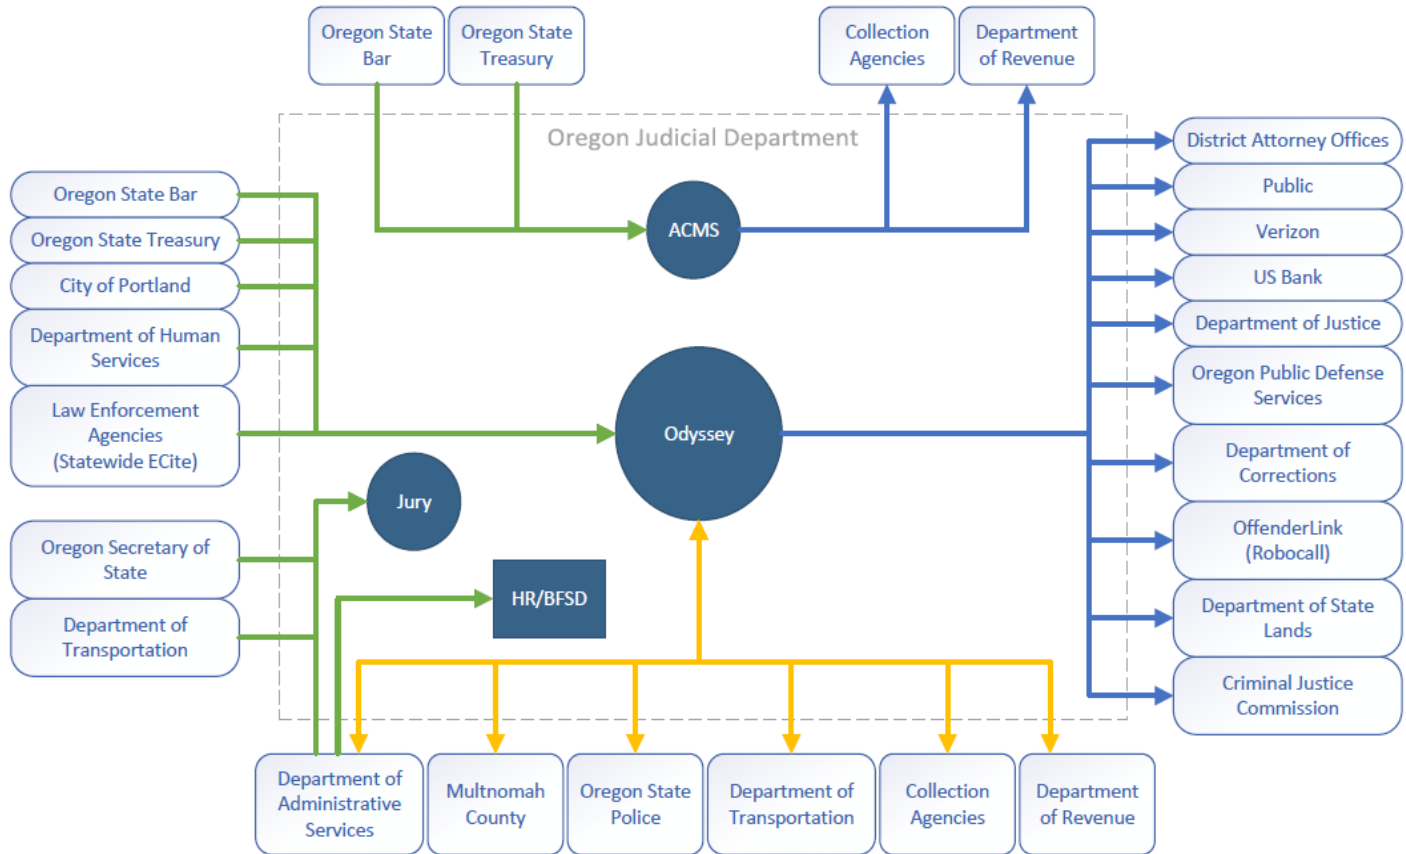 Oregon State
Bar
Oregon State
Treasury
Collection
Agencies
Department
of Revenue
Oregon Judicial Department
District Attorney Offices
Public
Verizon
US Bank
Department of Justice
Oregon Public Defense
Services
Department of
Corrections
OffenderLink
(Robocall)
Department of State
Lands
Criminal Justice
Commission
Oregon State Bar
Oregon State Treasury
City of Portland
Department of Human
Services
Law Enforcement
Agencies
(Statewide ECite)
Oregon Secretary of
State
Department of
Transportation
ACMS
Odyssey
Jury
HR/BFSD
Department of
Administrative
Services
Multnomah
County
Oregon State
Police
Department of
Transportation
Collection
Agencies
Department
of Revenue